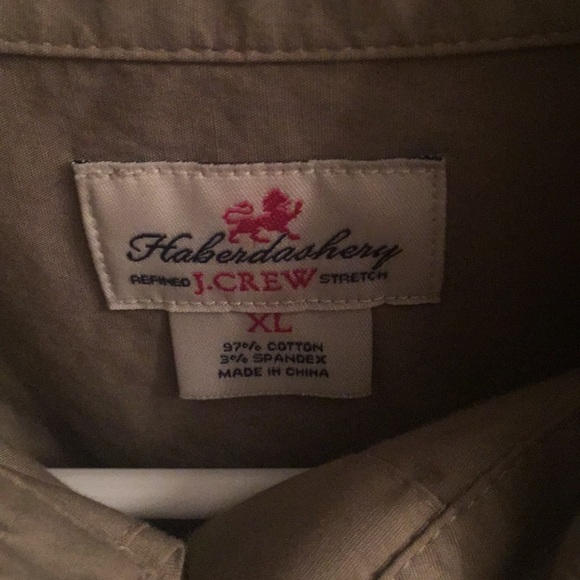 Haberdashery
REFINED J.CREW STRETCH
XL
97% COTTON
3% SPANDEX
MADE IN CHINA